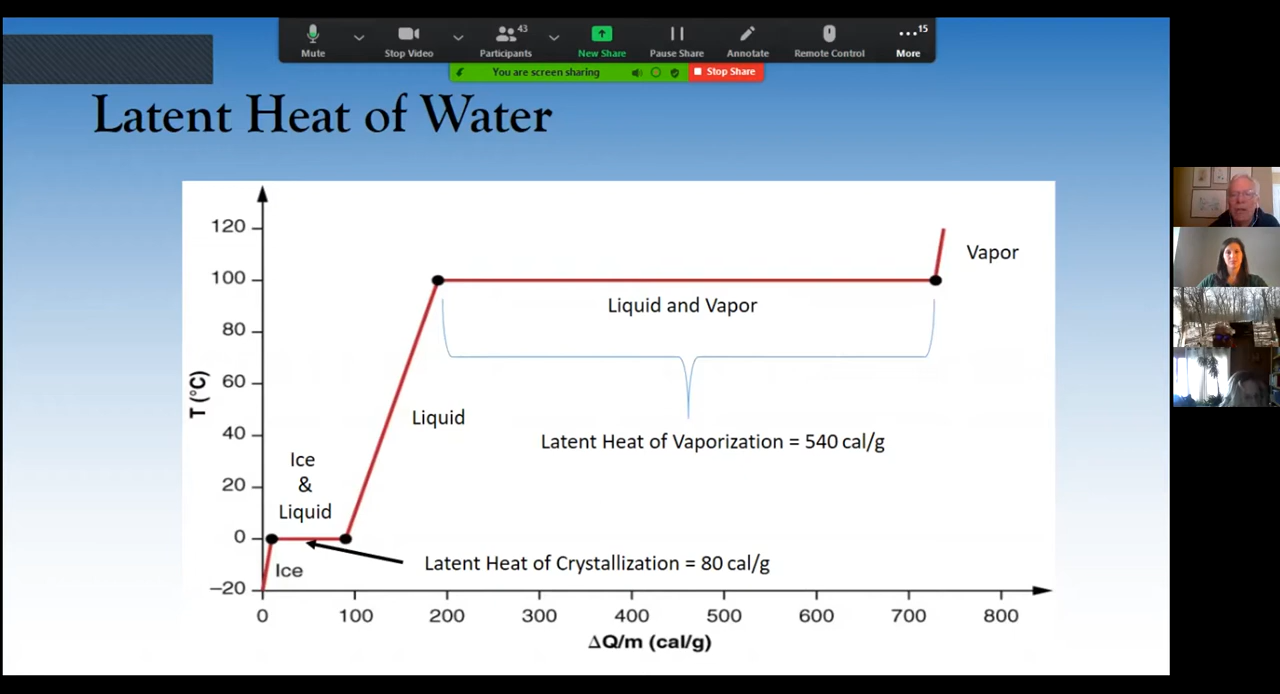 43
15
Mute
Stop Video
Participants
New Share
Pause Share
Annotate
Remote Control
More
You are screen sharing
Stop Share
Latent Heat of Water
120
100
80
60
40
20
0
−20
T (°C)
Vapor
Liquid and Vapor
Liquid
Latent Heat of Vaporization = 540 cal/g
Ice
&
Liquid
Latent Heat of Crystallization = 80 cal/g
Ice
0 100 200 300 400 500 600 700 800
ΔQ/m (cal/g)